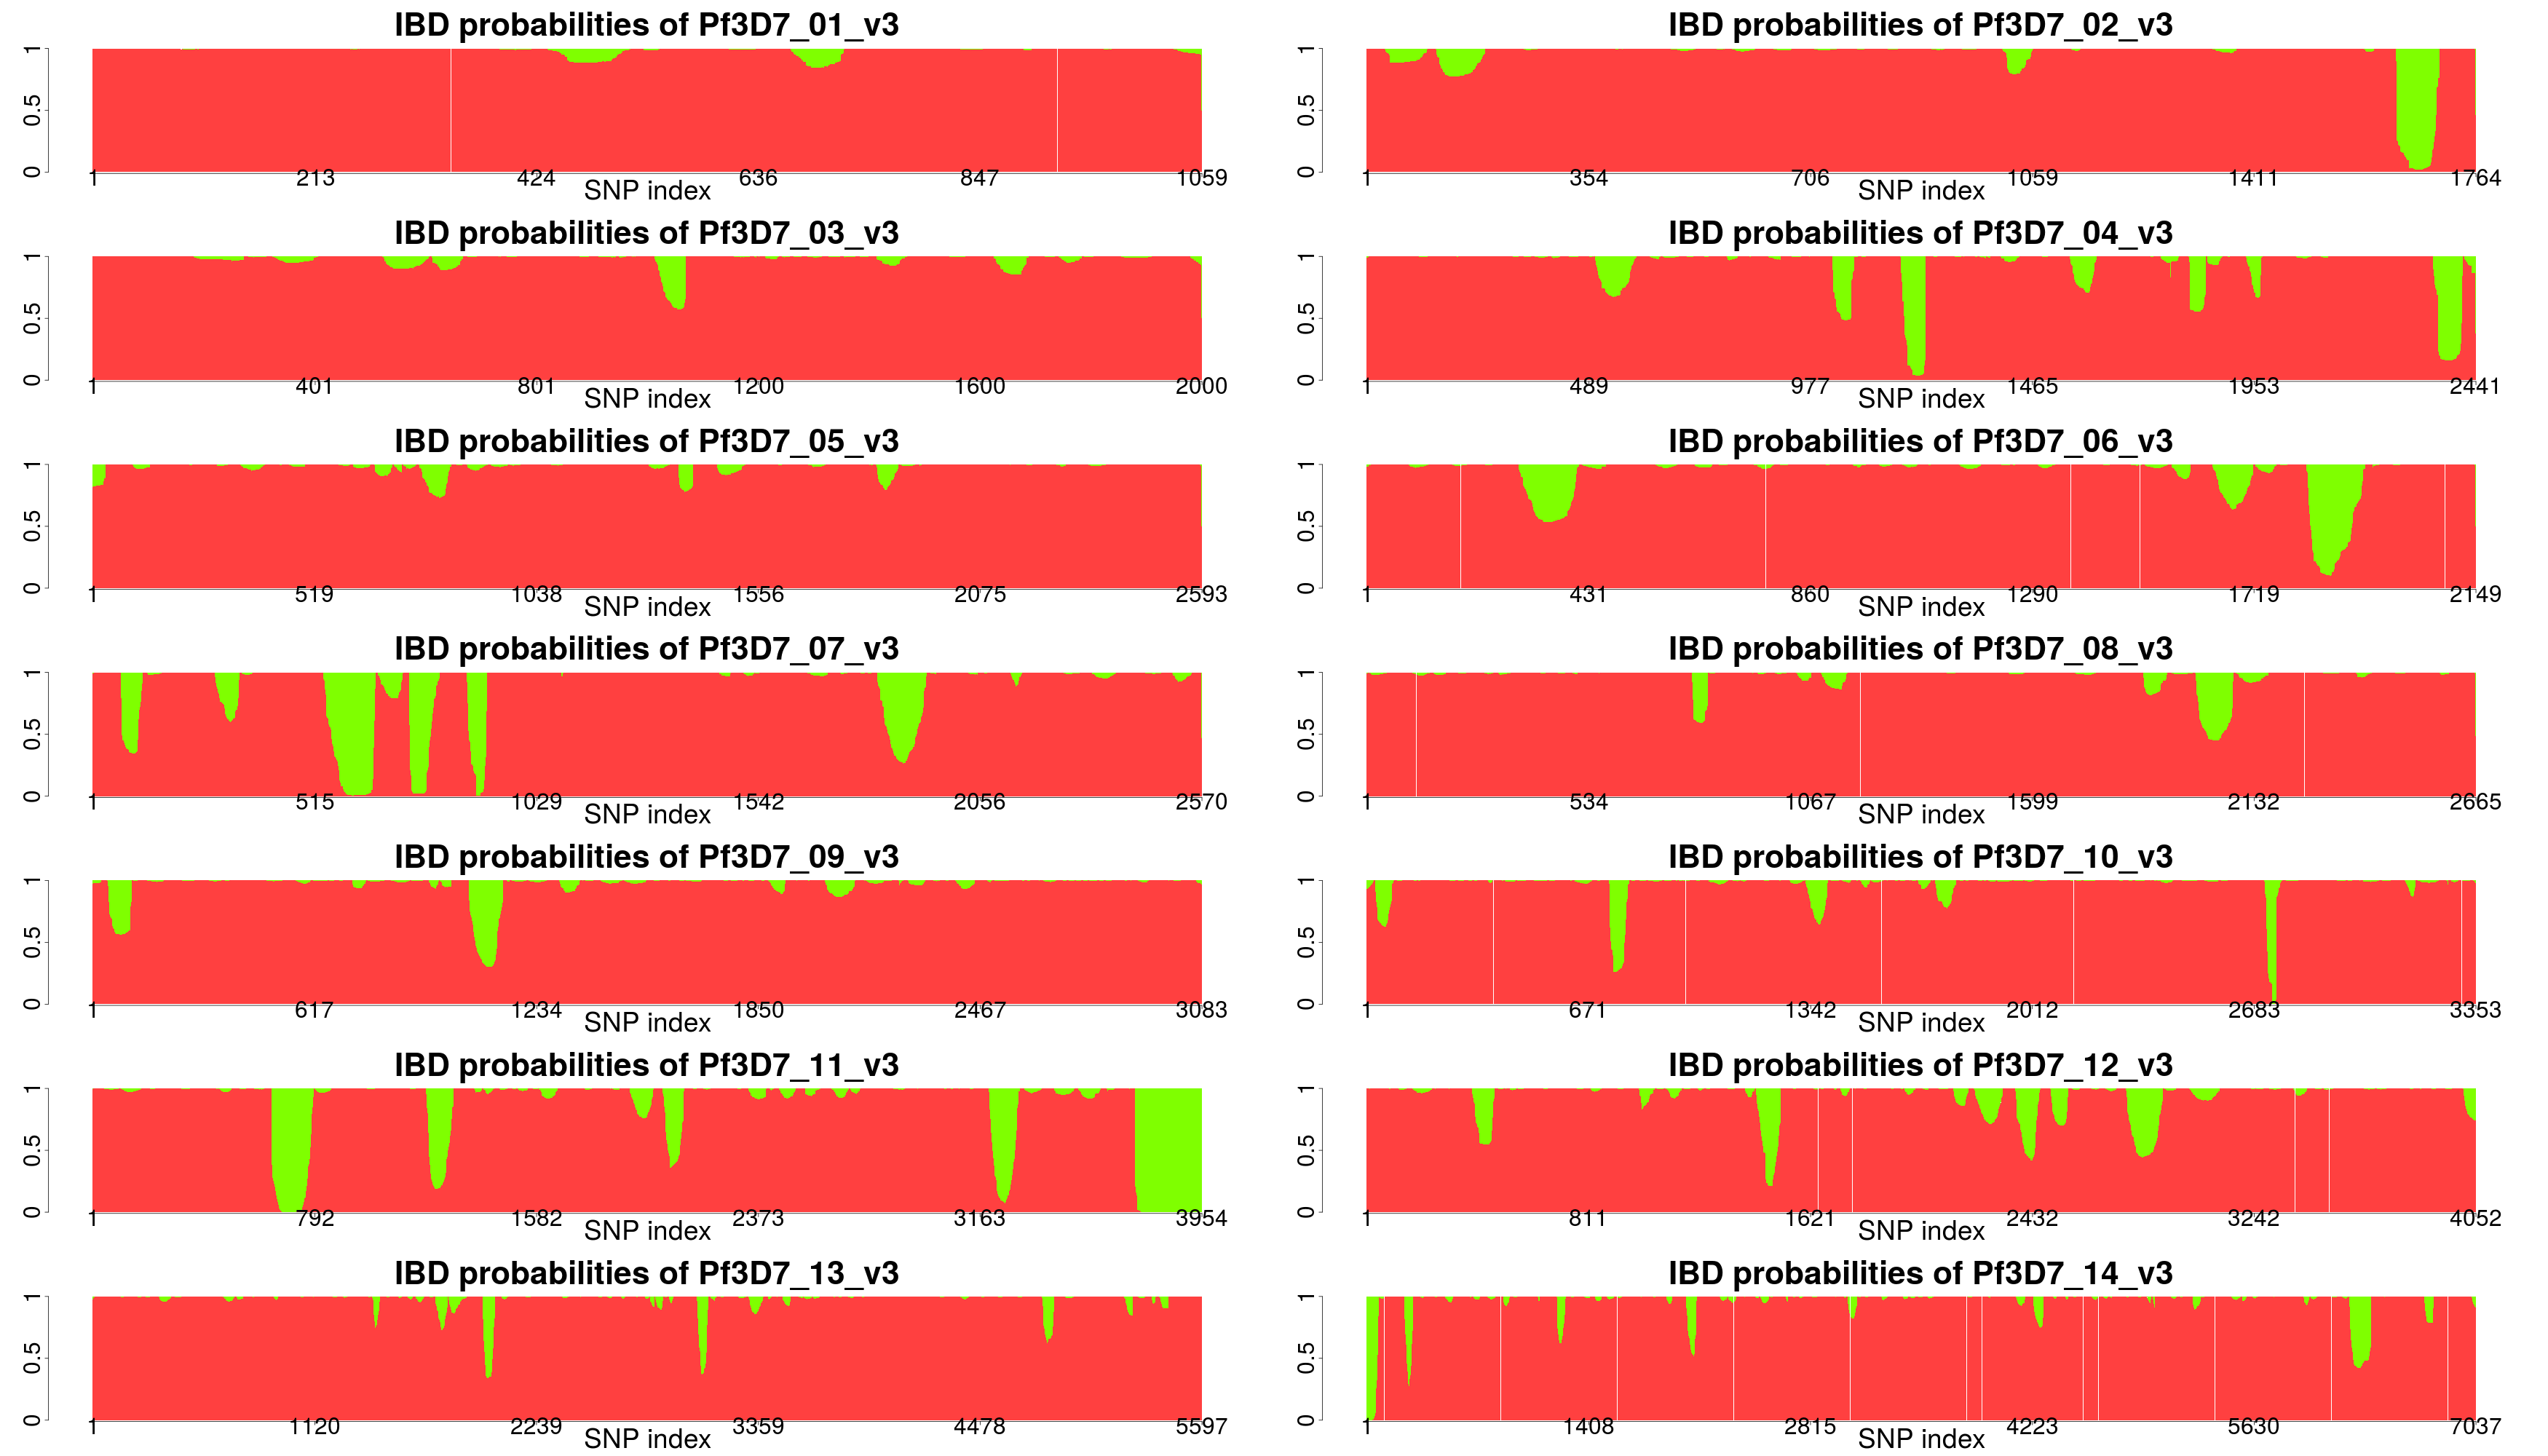 IBD probabilities of Pf3D7_01_v3
0 0.5 1
1 213 424 636 847 1059
SNP index
IBD probabilities of Pf3D7_02_v3
0 0.5 1
1 354 706 1059 1411 1764
SNP index
IBD probabilities of Pf3D7_03_v3
0 0.5 1
1 401 801 1200 1600 2000
SNP index
IBD probabilities of Pf3D7_04_v3
0 0.5 1
1 489 977 1465 1953 2441
SNP index
IBD probabilities of Pf3D7_05_v3
0 0.5 1
1 519 1038 1556 2075 2593
SNP index
IBD probabilities of Pf3D7_06_v3
0 0.5 1
1 431 860 1290 1719 2149
SNP index
IBD probabilities of Pf3D7_07_v3
0 0.5 1
1 515 1029 1542 2056 2570
SNP index
IBD probabilities of Pf3D7_08_v3
0 0.5 1
1 534 1067 1599 2132 2665
SNP index
IBD probabilities of Pf3D7_09_v3
0 0.5 1
1 617 1234 1850 2467 3083
SNP index
IBD probabilities of Pf3D7_10_v3
0 0.5 1
1 671 1342 2012 2683 3353
SNP index
IBD probabilities of Pf3D7_11_v3
0 0.5 1
1 792 1582 2373 3163 3954
SNP index
IBD probabilities of Pf3D7_12_v3
0 0.5 1
1 811 1621 2432 3242 4052
SNP index
IBD probabilities of Pf3D7_13_v3
0 0.5 1
1 1120 2239 3359 4478 5597
SNP index
IBD probabilities of Pf3D7_14_v3
0 0.5 1
1 1408 2815 4223 5630 7037
SNP index